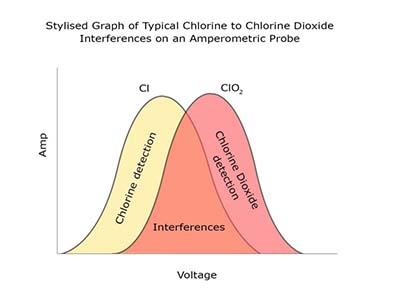 Stylised Graph of Typical Chlorine to Chlorine Dioxide
Interferences on an Amperometric Probe
Cl
ClO₂
Amp
Chlorine detection
Chlorine Dioxide
detection
Interferences
Voltage